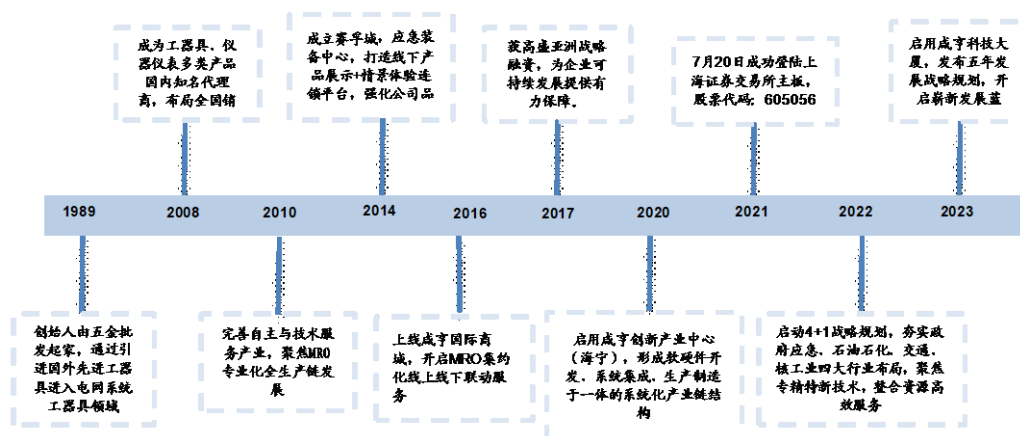 成为工器具、仪
器仪表多类产品
国内知名代理
商，布局全国销
成立赛孚城，应急装
备中心，打造线下产
品展示+情景体验连
锁平台，强化公司品
获高盛亚洲战略
融资，为企业可
持续发展提供有
力保障。
7月20日成功登陆上
海证券交易所主板，
股票代码：605056
启用咸亨科技大
厦，发布五年发
展战略规划，开
启崭新发展蓝
1989
2008
2010
2014
2016
2017
2020
2021
2022
2023
创始人由五金批
发起家，通过引
进国外先进工器
具进入电网系统
工器具领域
完善自主与技术服
务产业，聚焦MRO
专业化全生产链发
展
上线咸亨国际商
城，开启MRO集约
化线上线下联动服
务
启用咸亨创新产业中心
（海宁），形成软硬件开
发、系统集成、生产制造
于一体的系统化产业链结
构
启动4+1战略规划，夯实政
府应急、石油石化、交通、
核工业四大行业布局，聚焦
专精特新技术，整合资源高
效服务